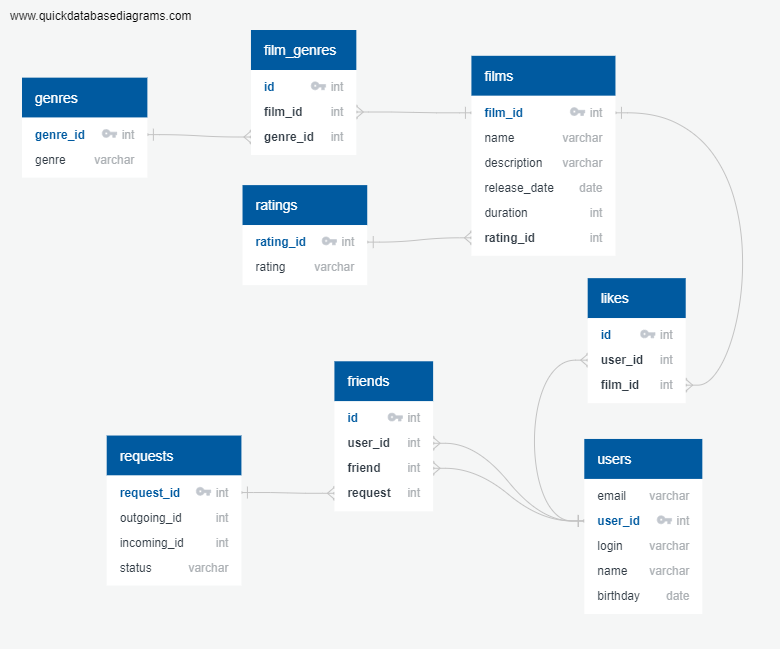 www.quickdatabasediagrams.com
film_genres
id int
film_id int
genre_id int
genres
genre_id int
genre varchar
films
film_id int
name varchar
description varchar
release_date date
duration int
rating_id int
ratings
rating_id int
rating varchar
likes
id int
user_id int
film_id int
friends
id int
user_id int
friend int
request int
requests
request_id int
outgoing_id int
incoming_id int
status varchar
users
email varchar
user_id int
login varchar
name varchar
birthday date